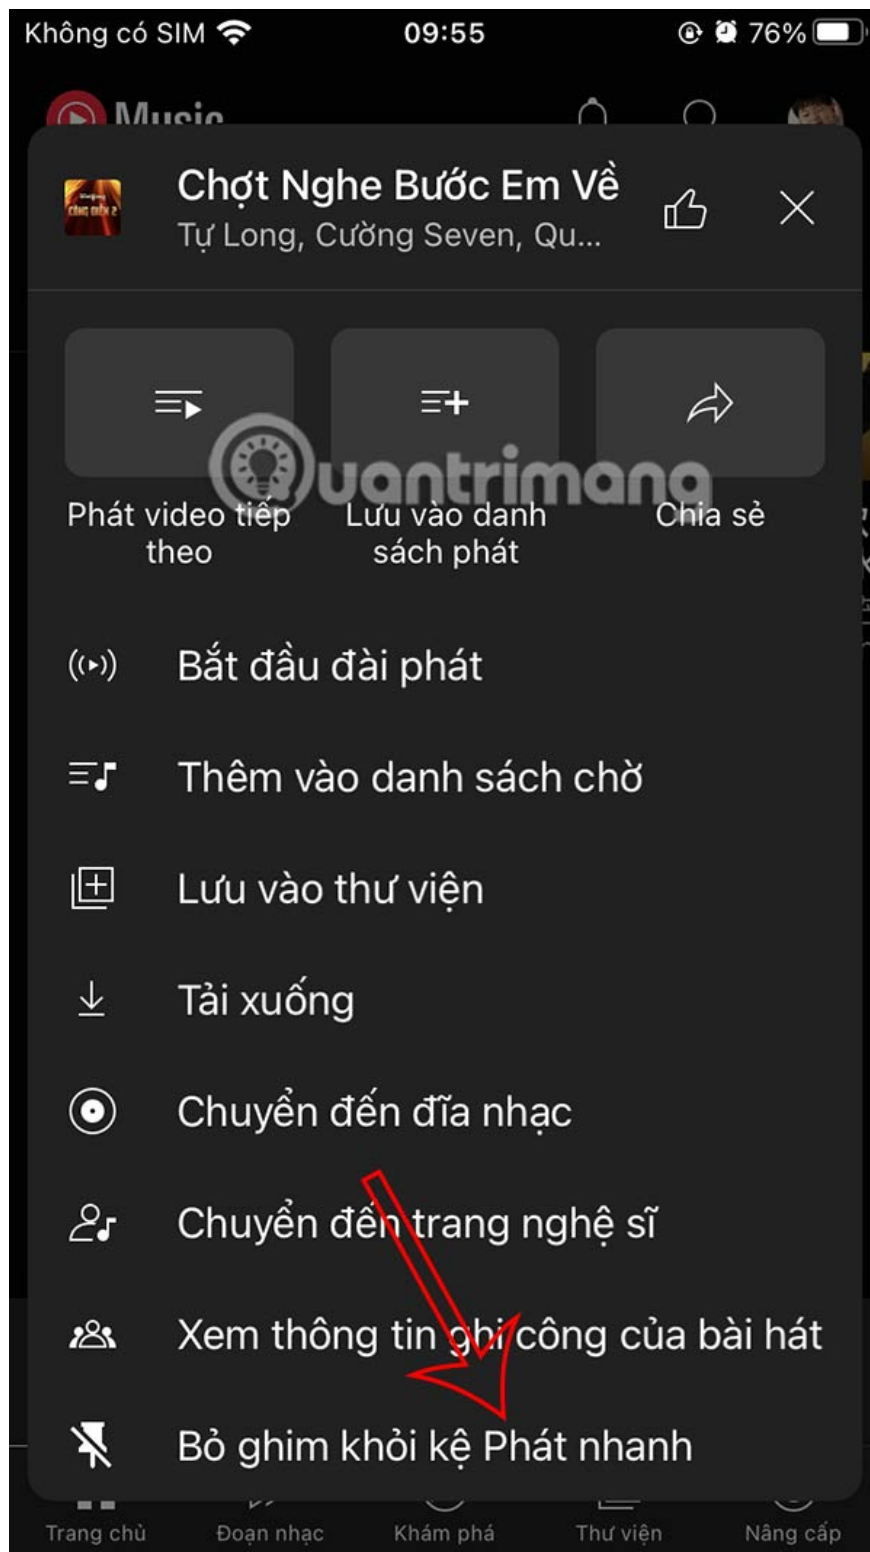 Không có SIM 09:55 76%
Music
Chợt Nghe Bước Em Về
Tự Long, Cường Seven, Qu...
Quantrimang
Phát video tiếp theo
Lưu vào danh sách phát
Chia sẻ
Bắt đầu đài phát
Thêm vào danh sách chờ
Lưu vào thư viện
Tải xuống
Chuyển đến đĩa nhạc
Chuyển đến trang nghệ sĩ
Xem thông tin ghi công của bài hát
Bỏ ghim khỏi kệ Phát nhanh
Trang chủ Đoạn nhạc Khám phá Thư viện Nâng cấp